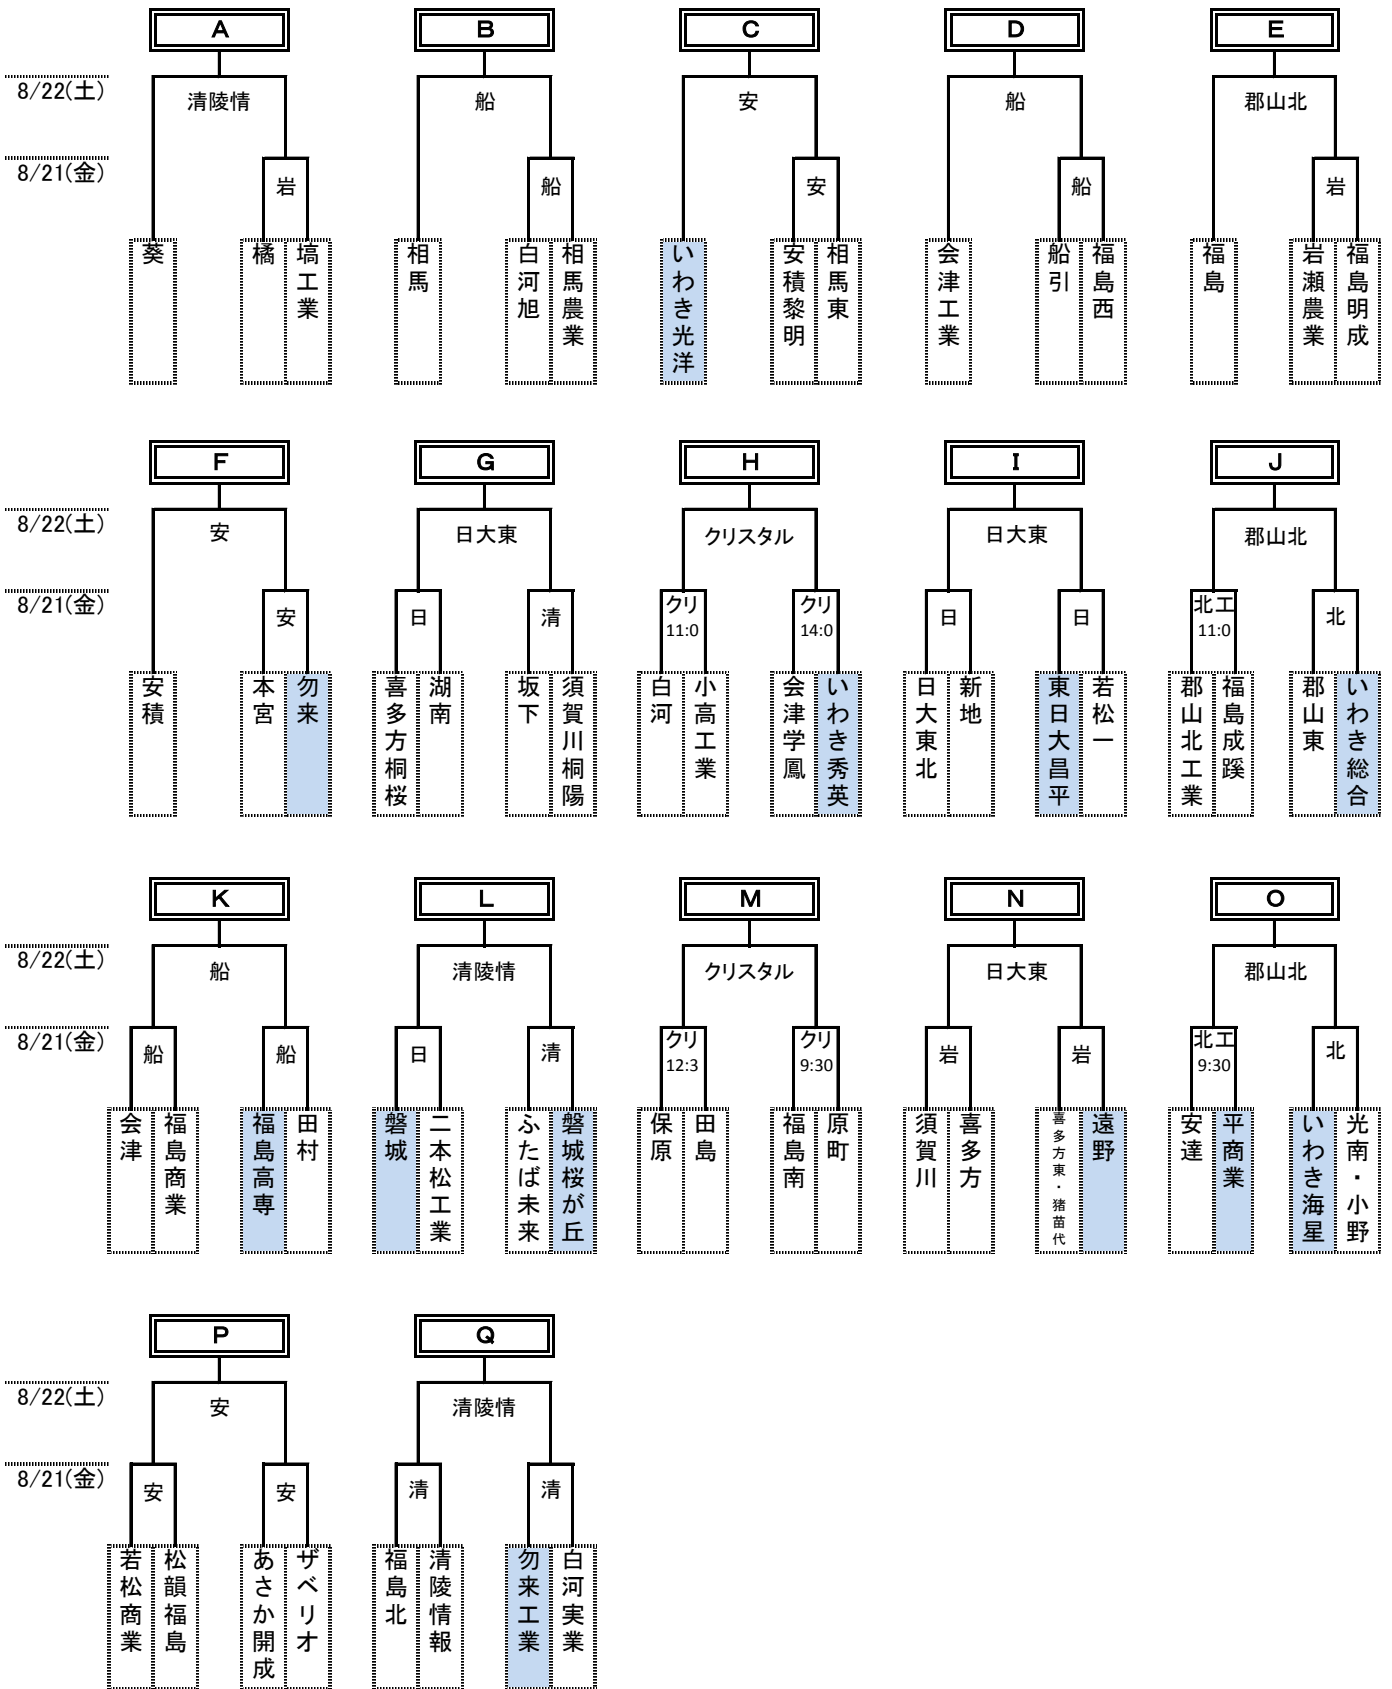 A B C D E
8/22(土) 清陵情 船 安 船 郡山北
8/21(金) 岩 船 安 船 岩
葵 橘 塙工業 相馬 白河旭 相馬農業 いわき光洋 安積黎明 相馬東 会津工業 船引 福島西 福島 岩瀬農業 福島明成
F G H I J
8/22(土) 安 日大東 クリスタル 日大東 郡山北
8/21(金) 安 日 清 クリ クリ 日 日 北工 北
11:0 14:0 11:0
安積 本宮 勿来 喜多方桐桜 湖南 坂下 須賀川桐陽 白河 小高工業 会津学鳳 いわき秀英 日大東北 新地 東日大昌平 若松一 郡山北工業 福島成蹊 郡山東 いわき総合
K L M N O
8/22(土) 船 清陵情 クリスタル 日大東 郡山北
8/21(金) 船 船 日 清 クリ クリ 岩 岩 北工 北
12:3 9:30 9:30
会津 福島商業 福島高専 田村 磐城 二本松工業 ふたば未来 磐城桜が丘 保原 田島 福島南 原町 須賀川 喜多方 喜多方東・猪苗代 遠野 安達 平商業 いわき海星 光南・小野
P Q
8/22(土) 安 清陵情
8/21(金) 安 安 清 清
若松商業 松韻福島 あさか開成 ザベリオ 福島北 清陵情報 勿来工業 白河実業